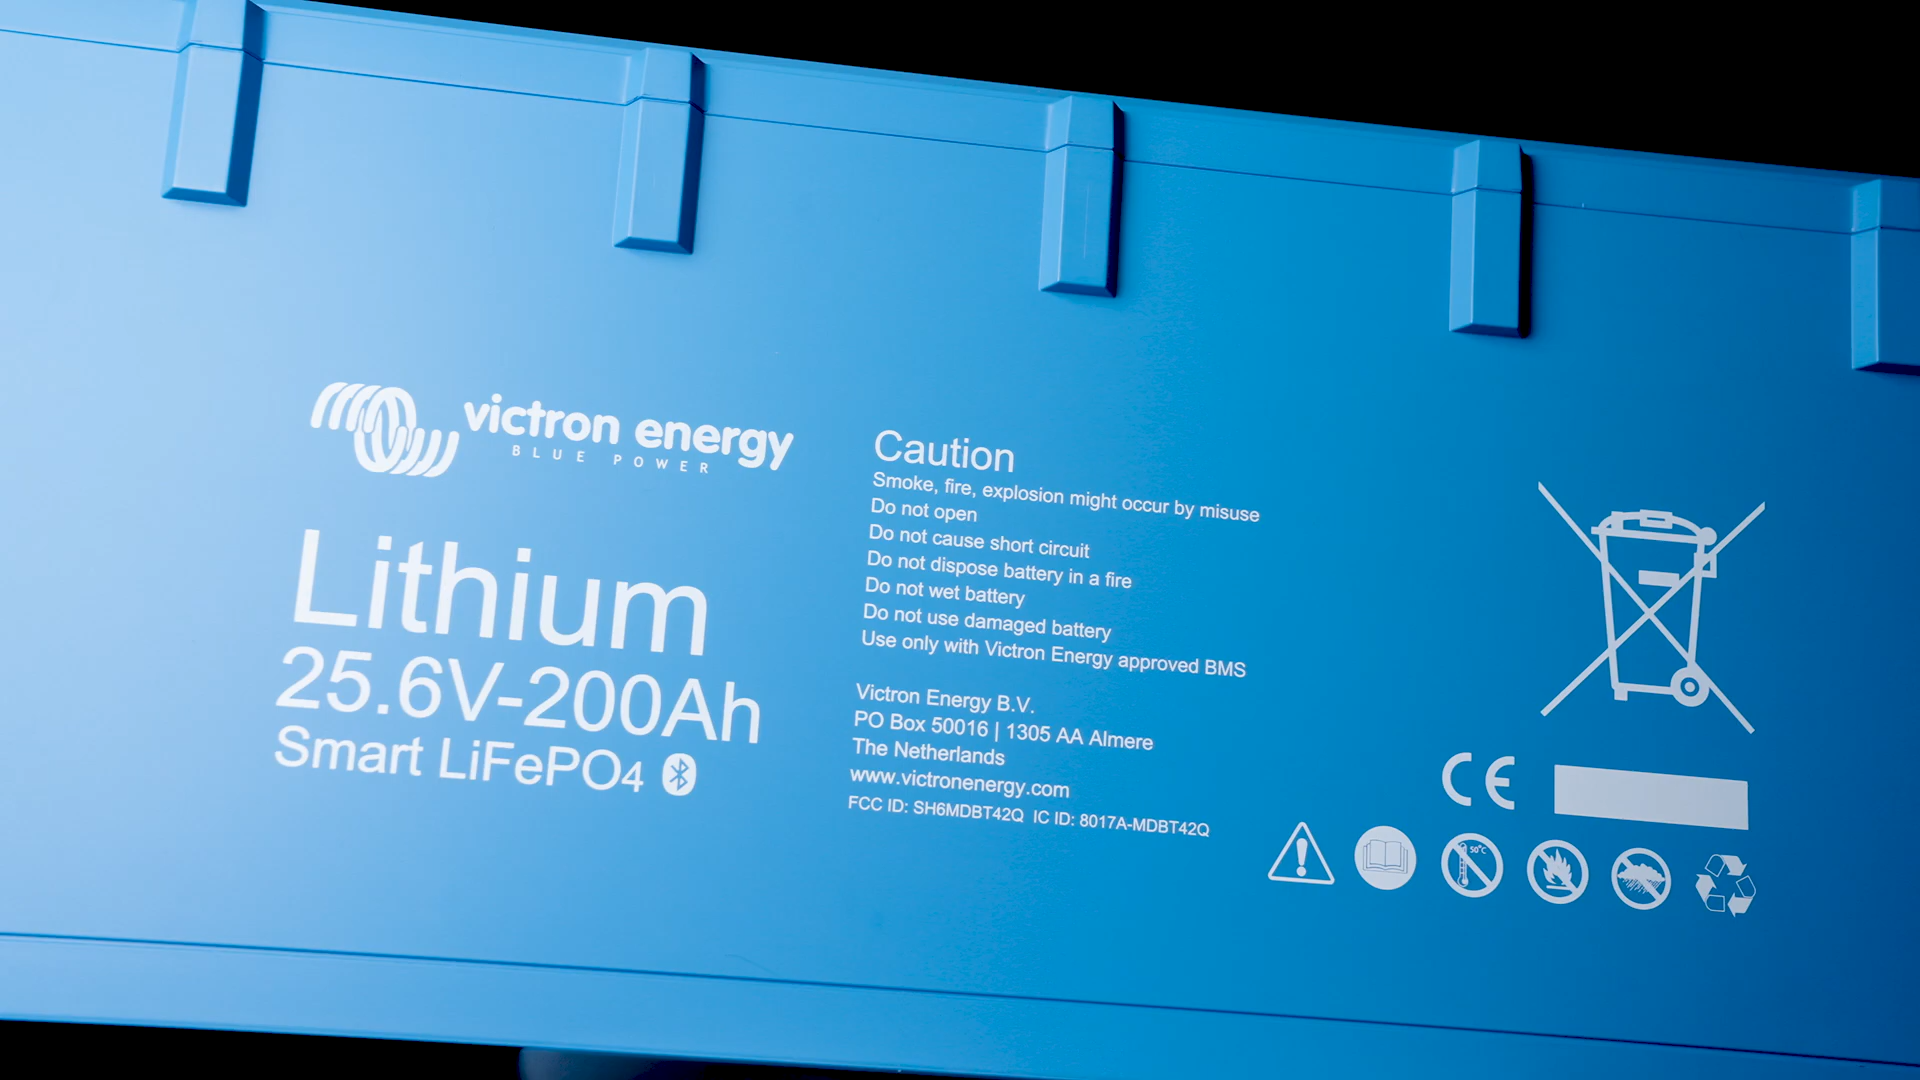 victron energy
BLUE POWER
Lithium
25.6V-200Ah
Smart LiFePO4
Caution
Smoke, fire, explosion might occur by misuse
Do not open
Do not cause short circuit
Do not dispose battery in a fire
Do not wet battery
Do not use damaged battery
Use only with Victron Energy approved BMS
Victron Energy B.V.
PO Box 50016 | 1305 AA Almere
The Netherlands
www.victronenergy.com
FCC ID: SH6MDBT42Q IC ID: 8017A-MDBT42Q
CE
50°C